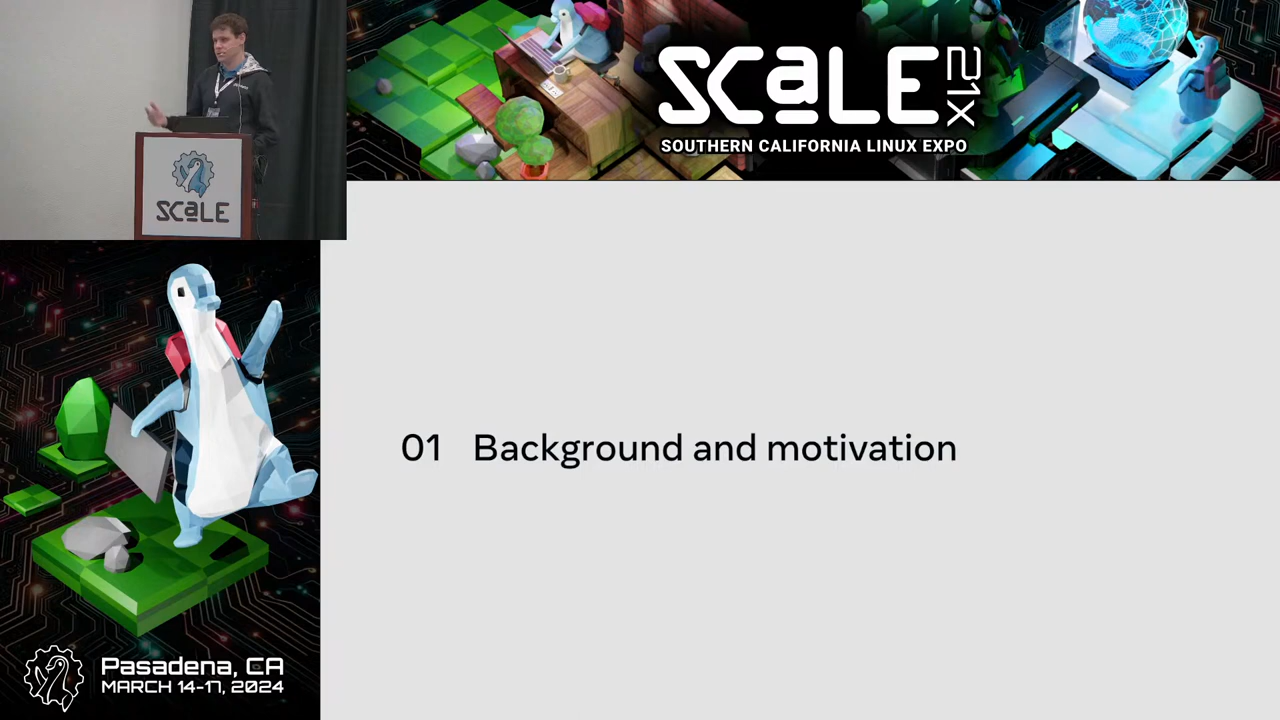 SCaLE
21X
SOUTHERN CALIFORNIA LINUX EXPO
SCaLE
01 Background and motivation
Pasadena, CA
MARCH 14-17, 2024